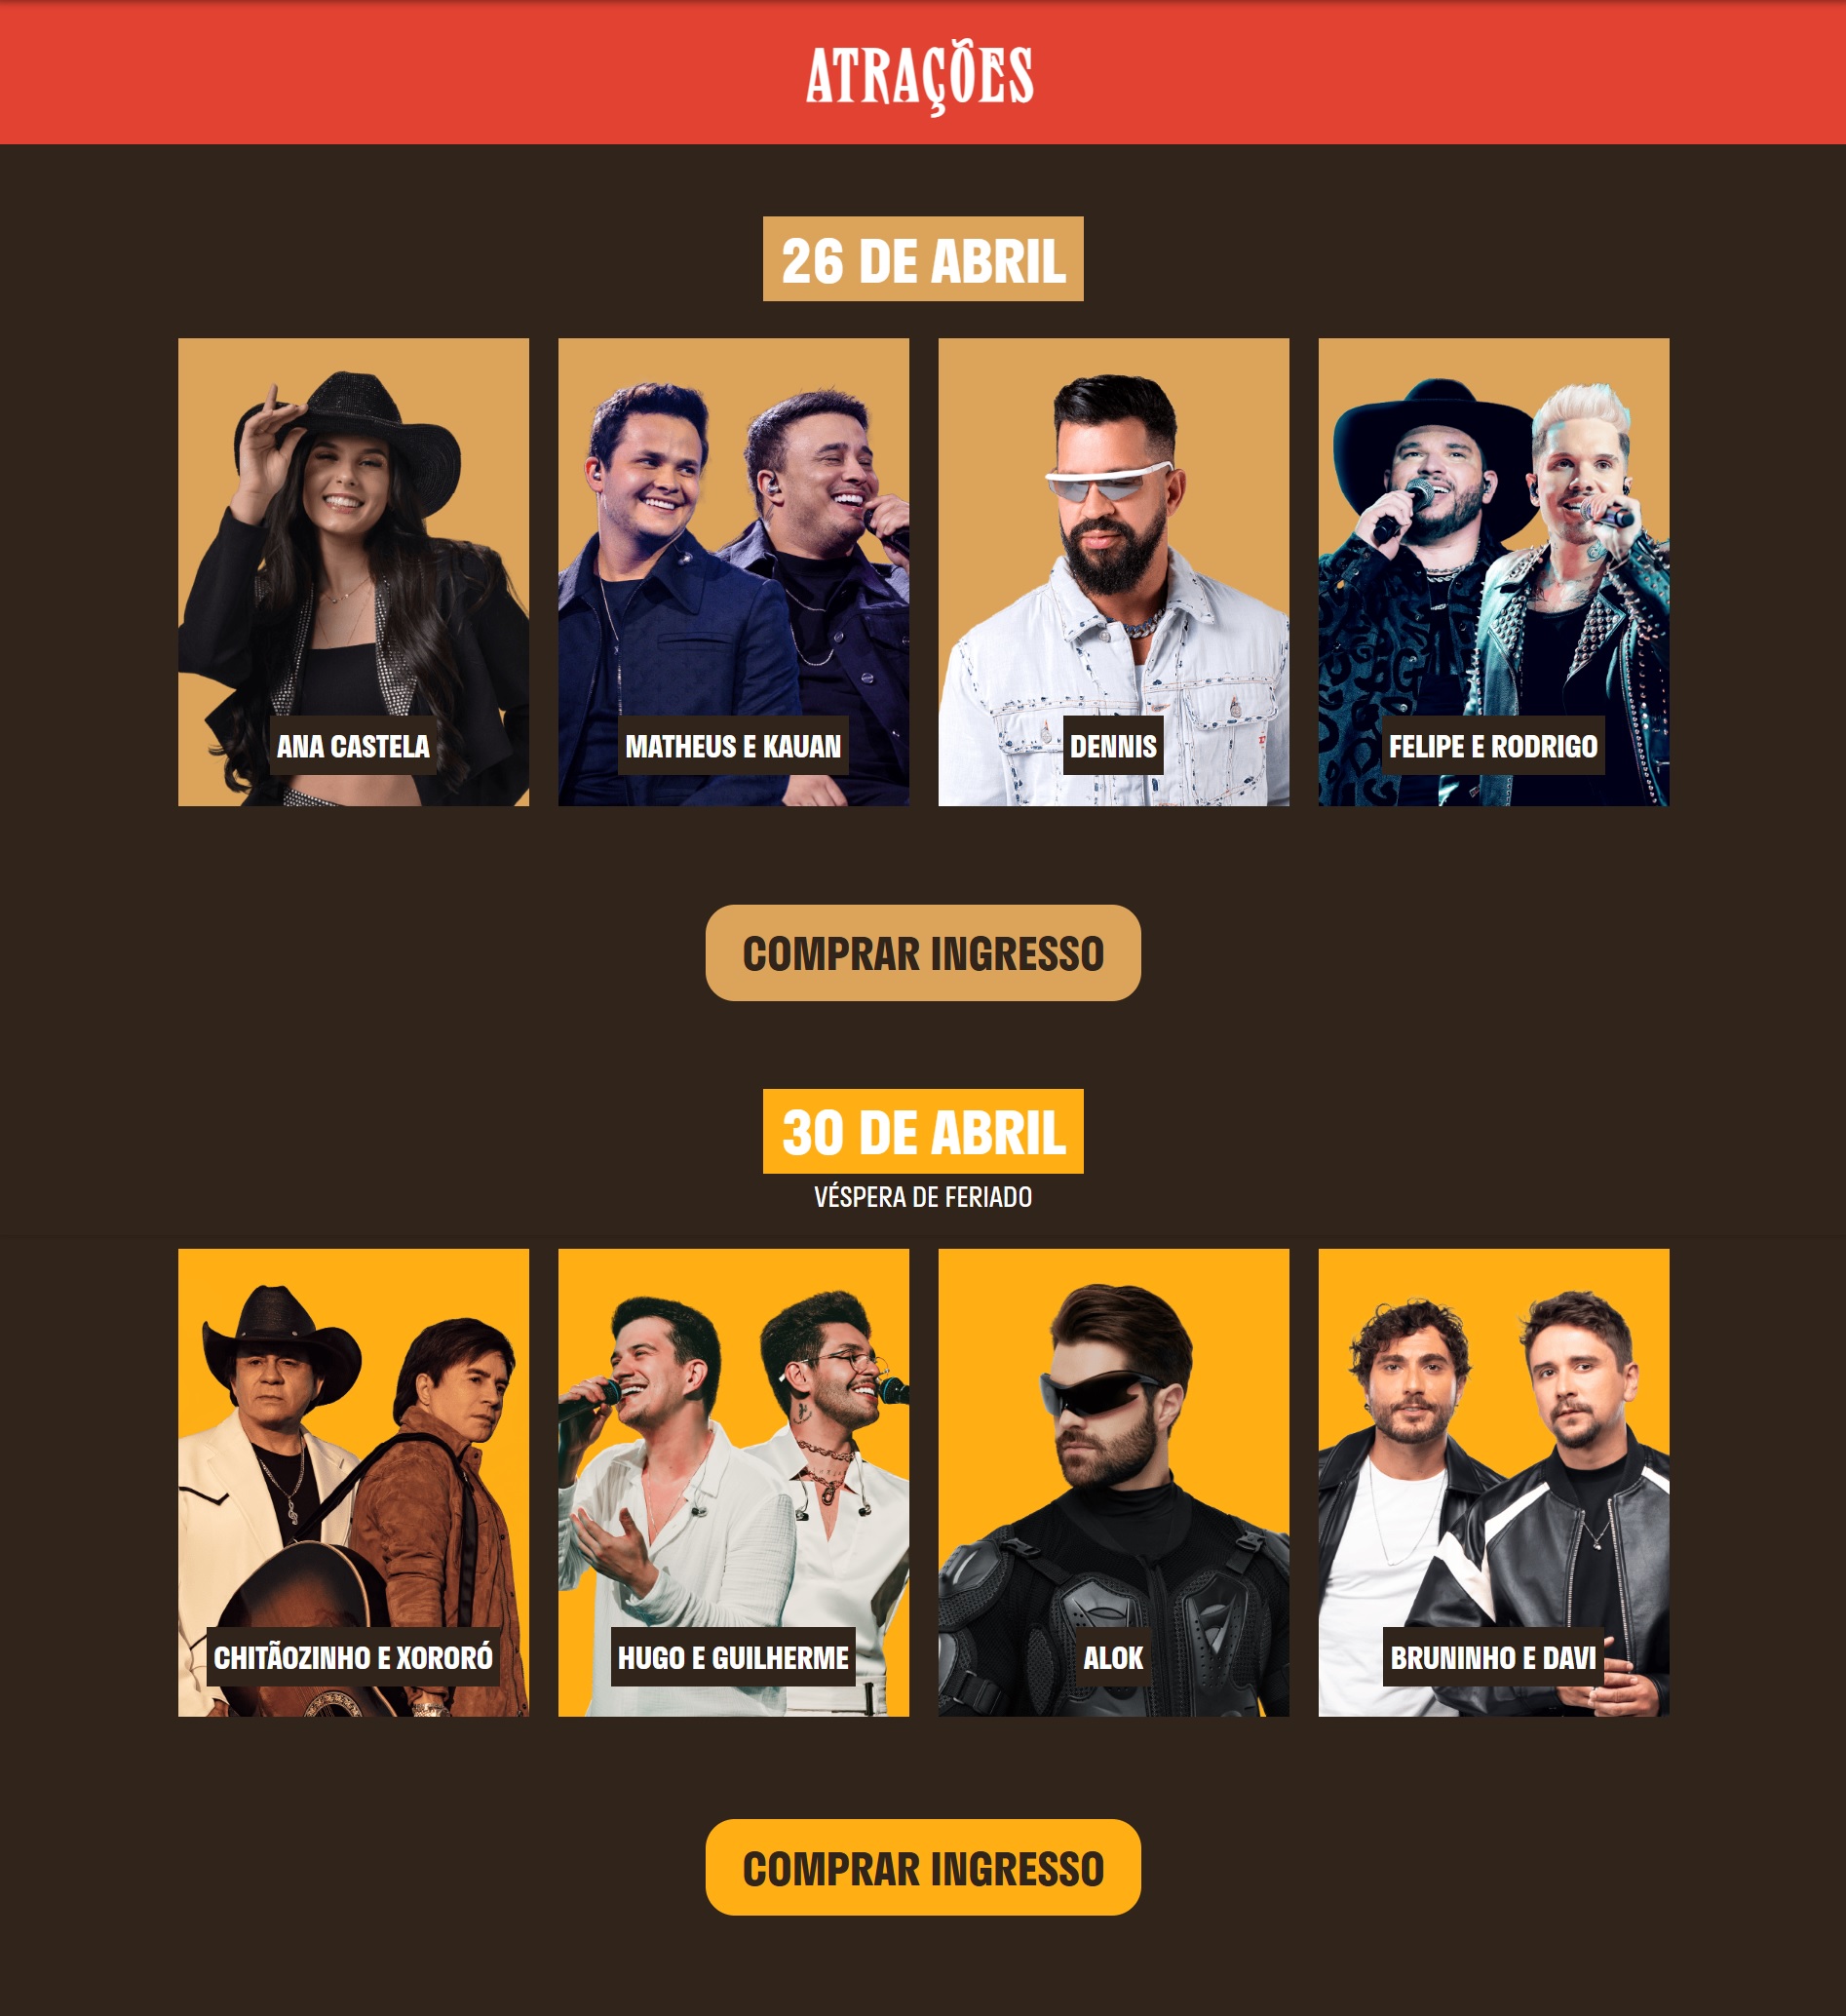 ATRAÇÕES
26 DE ABRIL
ANA CASTELA
MATHEUS E KAUAN
DENNIS
FELIPE E RODRIGO
COMPRAR INGRESSO
30 DE ABRIL
VÉSPERA DE FERIADO
CHITÃOZINHO E XORORÓ
HUGO E GUILHERME
ALOK
BRUNINHO E DAVI
COMPRAR INGRESSO